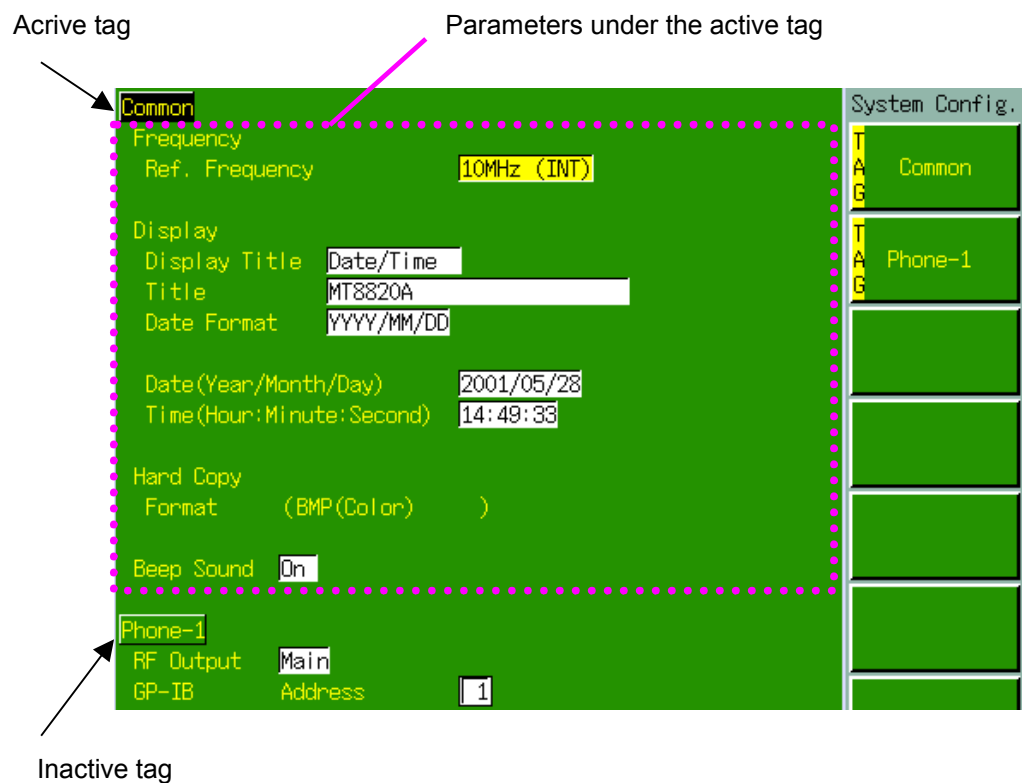 Acrive tag
Parameters under the active tag
Common
System Config.
Frequency
Ref. Frequency 10MHz (INT)
TAG Common
Display
Display Title Date/Time
TAG Phone-1
Title MT8820A
Date Format YYYY/MM/DD
Date(Year/Month/Day) 2001/05/28
Time(Hour:Minute:Second) 14:49:33
Hard Copy
Format (BMP(Color) )
Beep Sound On
Phone-1
RF Output Main
GP-IB Address 1
Inactive tag